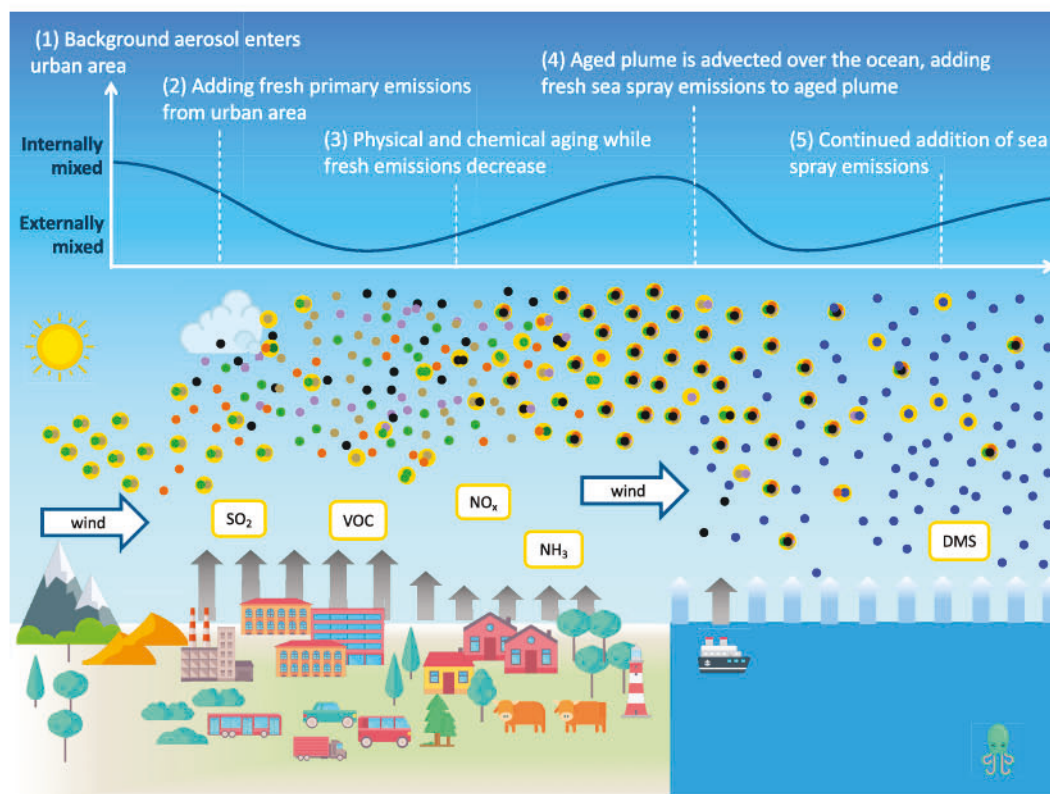 (1) Background aerosol enters
urban area
(2) Adding fresh primary emissions
from urban area
(3) Physical and chemical aging while
fresh emissions decrease
(4) Aged plume is advected over the ocean, adding
fresh sea spray emissions to aged plume
(5) Continued addition of sea
spray emissions
Internally
mixed
Externally
mixed
wind
SO₂
VOC
NOₓ
NH₃
wind
DMS